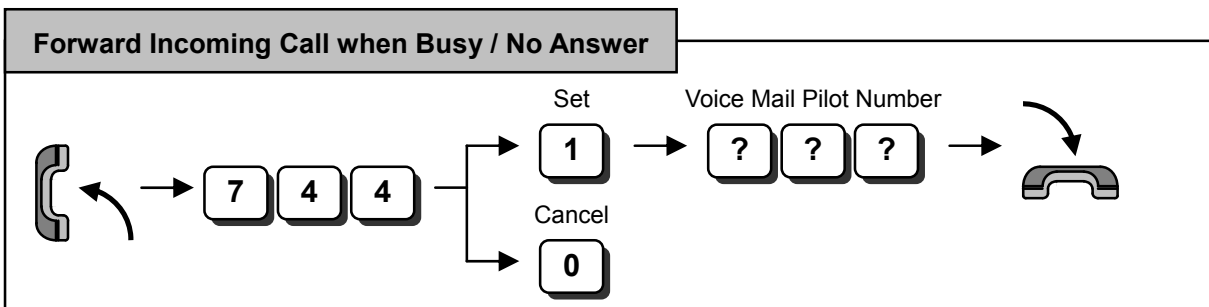 Forward Incoming Call when Busy / No Answer
Set Voice Mail Pilot Number
7 4 4 1 ? ? ?
Cancel
0